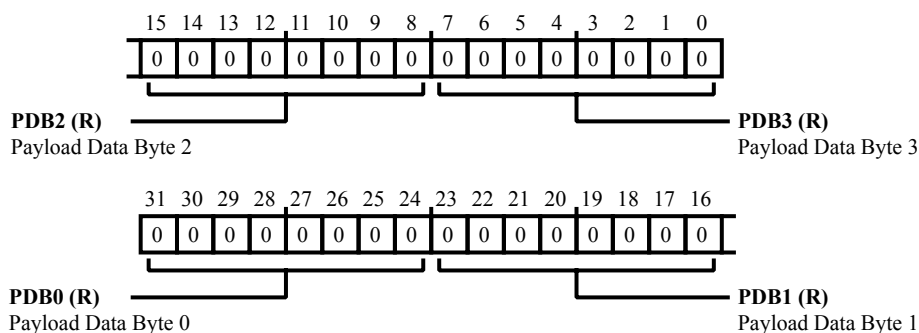 15 14 13 12 11 10 9 8 7 6 5 4 3 2 1 0
0 0 0 0 0 0 0 0 0 0 0 0 0 0 0 0
PDB2 (R)
Payload Data Byte 2
PDB3 (R)
Payload Data Byte 3
31 30 29 28 27 26 25 24 23 22 21 20 19 18 17 16
0 0 0 0 0 0 0 0 0 0 0 0 0 0 0 0
PDB0 (R)
Payload Data Byte 0
PDB1 (R)
Payload Data Byte 1